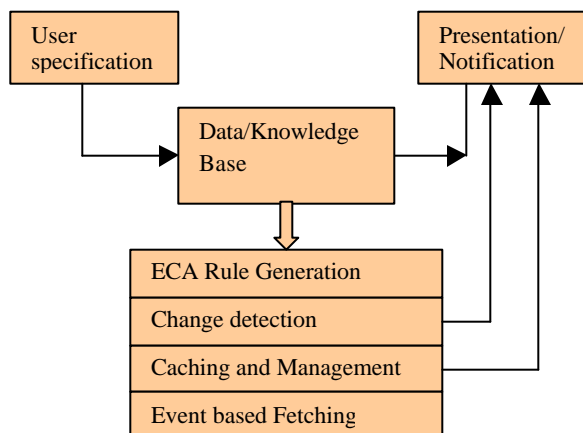 User
specification
Presentation/
Notification
Data/Knowledge
Base
ECA Rule Generation
Change detection
Caching and Management
Event based Fetching